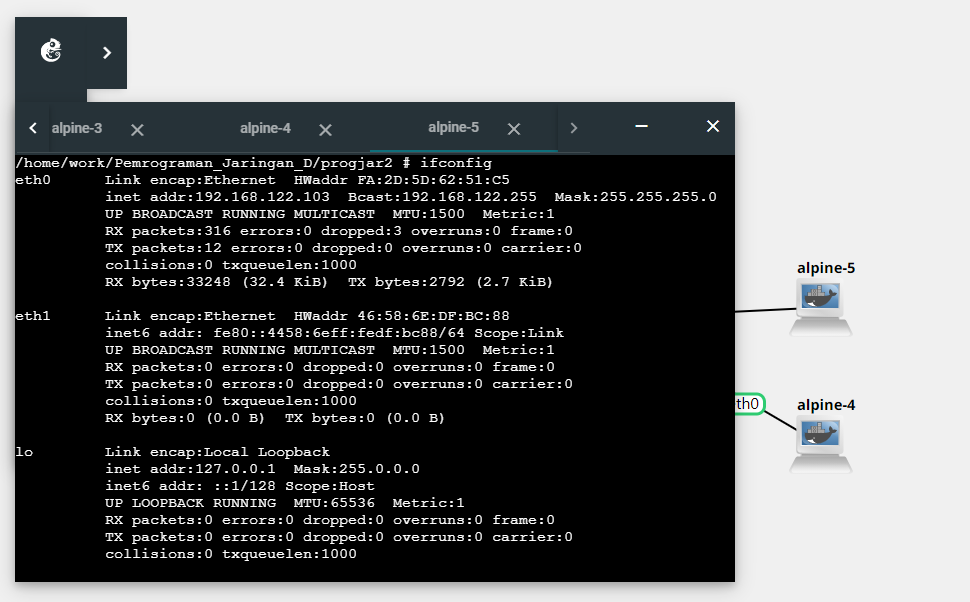 alpine-3 alpine-4 alpine-5
/home/work/Pemrograman_Jaringan_D/progjar2 # ifconfig
eth0 Link encap:Ethernet HWaddr FA:2D:5D:62:51:C5
inet addr:192.168.122.103 Bcast:192.168.122.255 Mask:255.255.255.0
UP BROADCAST RUNNING MULTICAST MTU:1500 Metric:1
RX packets:316 errors:0 dropped:3 overruns:0 frame:0
TX packets:12 errors:0 dropped:0 overruns:0 carrier:0
collisions:0 txqueuelen:1000
RX bytes:33248 (32.4 KiB) TX bytes:2792 (2.7 KiB)
eth1 Link encap:Ethernet HWaddr 46:58:6E:DF:BC:88
inet6 addr: fe80::4458:6eff:fedf:bc88/64 Scope:Link
UP BROADCAST RUNNING MULTICAST MTU:1500 Metric:1
RX packets:0 errors:0 dropped:0 overruns:0 frame:0
TX packets:0 errors:0 dropped:0 overruns:0 carrier:0
collisions:0 txqueuelen:1000
RX bytes:0 (0.0 B) TX bytes:0 (0.0 B)
lo Link encap:Local Loopback
inet addr:127.0.0.1 Mask:255.0.0.0
inet6 addr: ::1/128 Scope:Host
UP LOOPBACK RUNNING MTU:65536 Metric:1
RX packets:0 errors:0 dropped:0 overruns:0 frame:0
TX packets:0 errors:0 dropped:0 overruns:0 carrier:0
collisions:0 txqueuelen:1000
alpine-5
th0
alpine-4